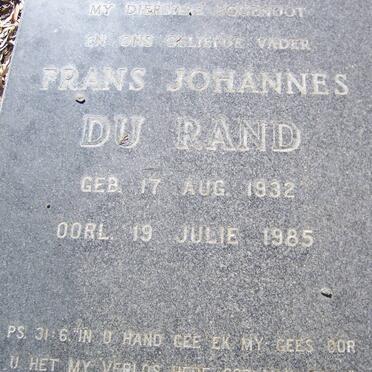 MY DIERBARE EGGENOOT
EN ONS GELIEFDE VADER
FRANS JOHANNES
DU RAND
GEB. 17 AUG. 1932
OORL. 19 JULIE 1985
PS. 31:6. IN U HAND GEE EK MY GEES OOR
U HET MY VERLOS HERE